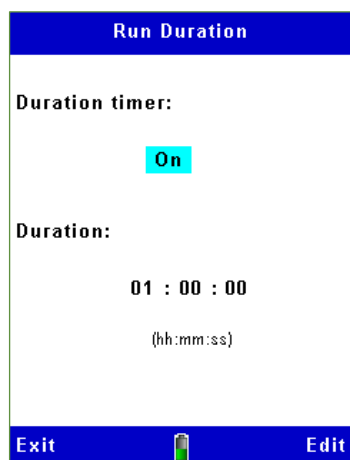 Run Duration
Duration timer:
On
Duration:
01 : 00 : 00
(hh:mm:ss)
Exit Edit